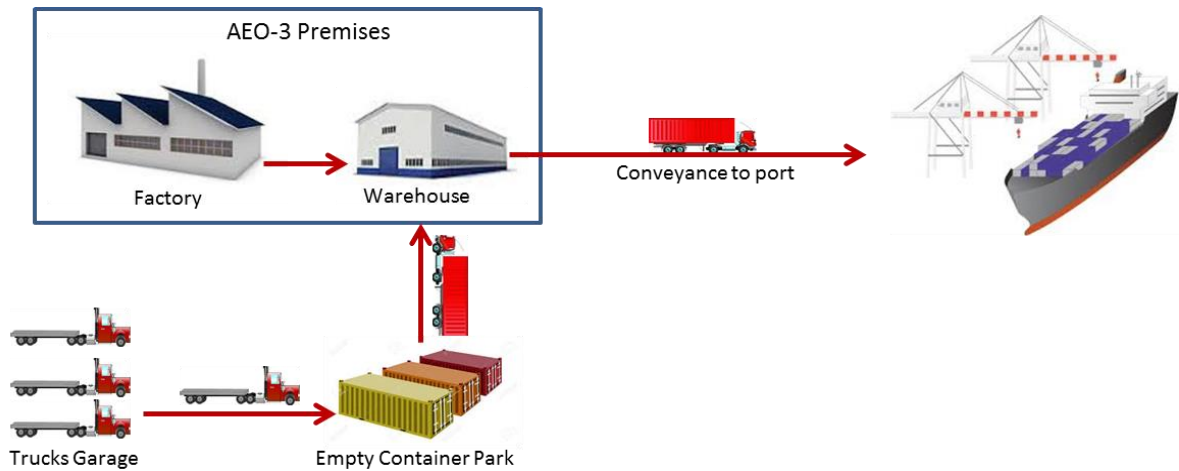 AEO-3 Premises
Factory
Warehouse
Conveyance to port
Trucks Garage
Empty Container Park